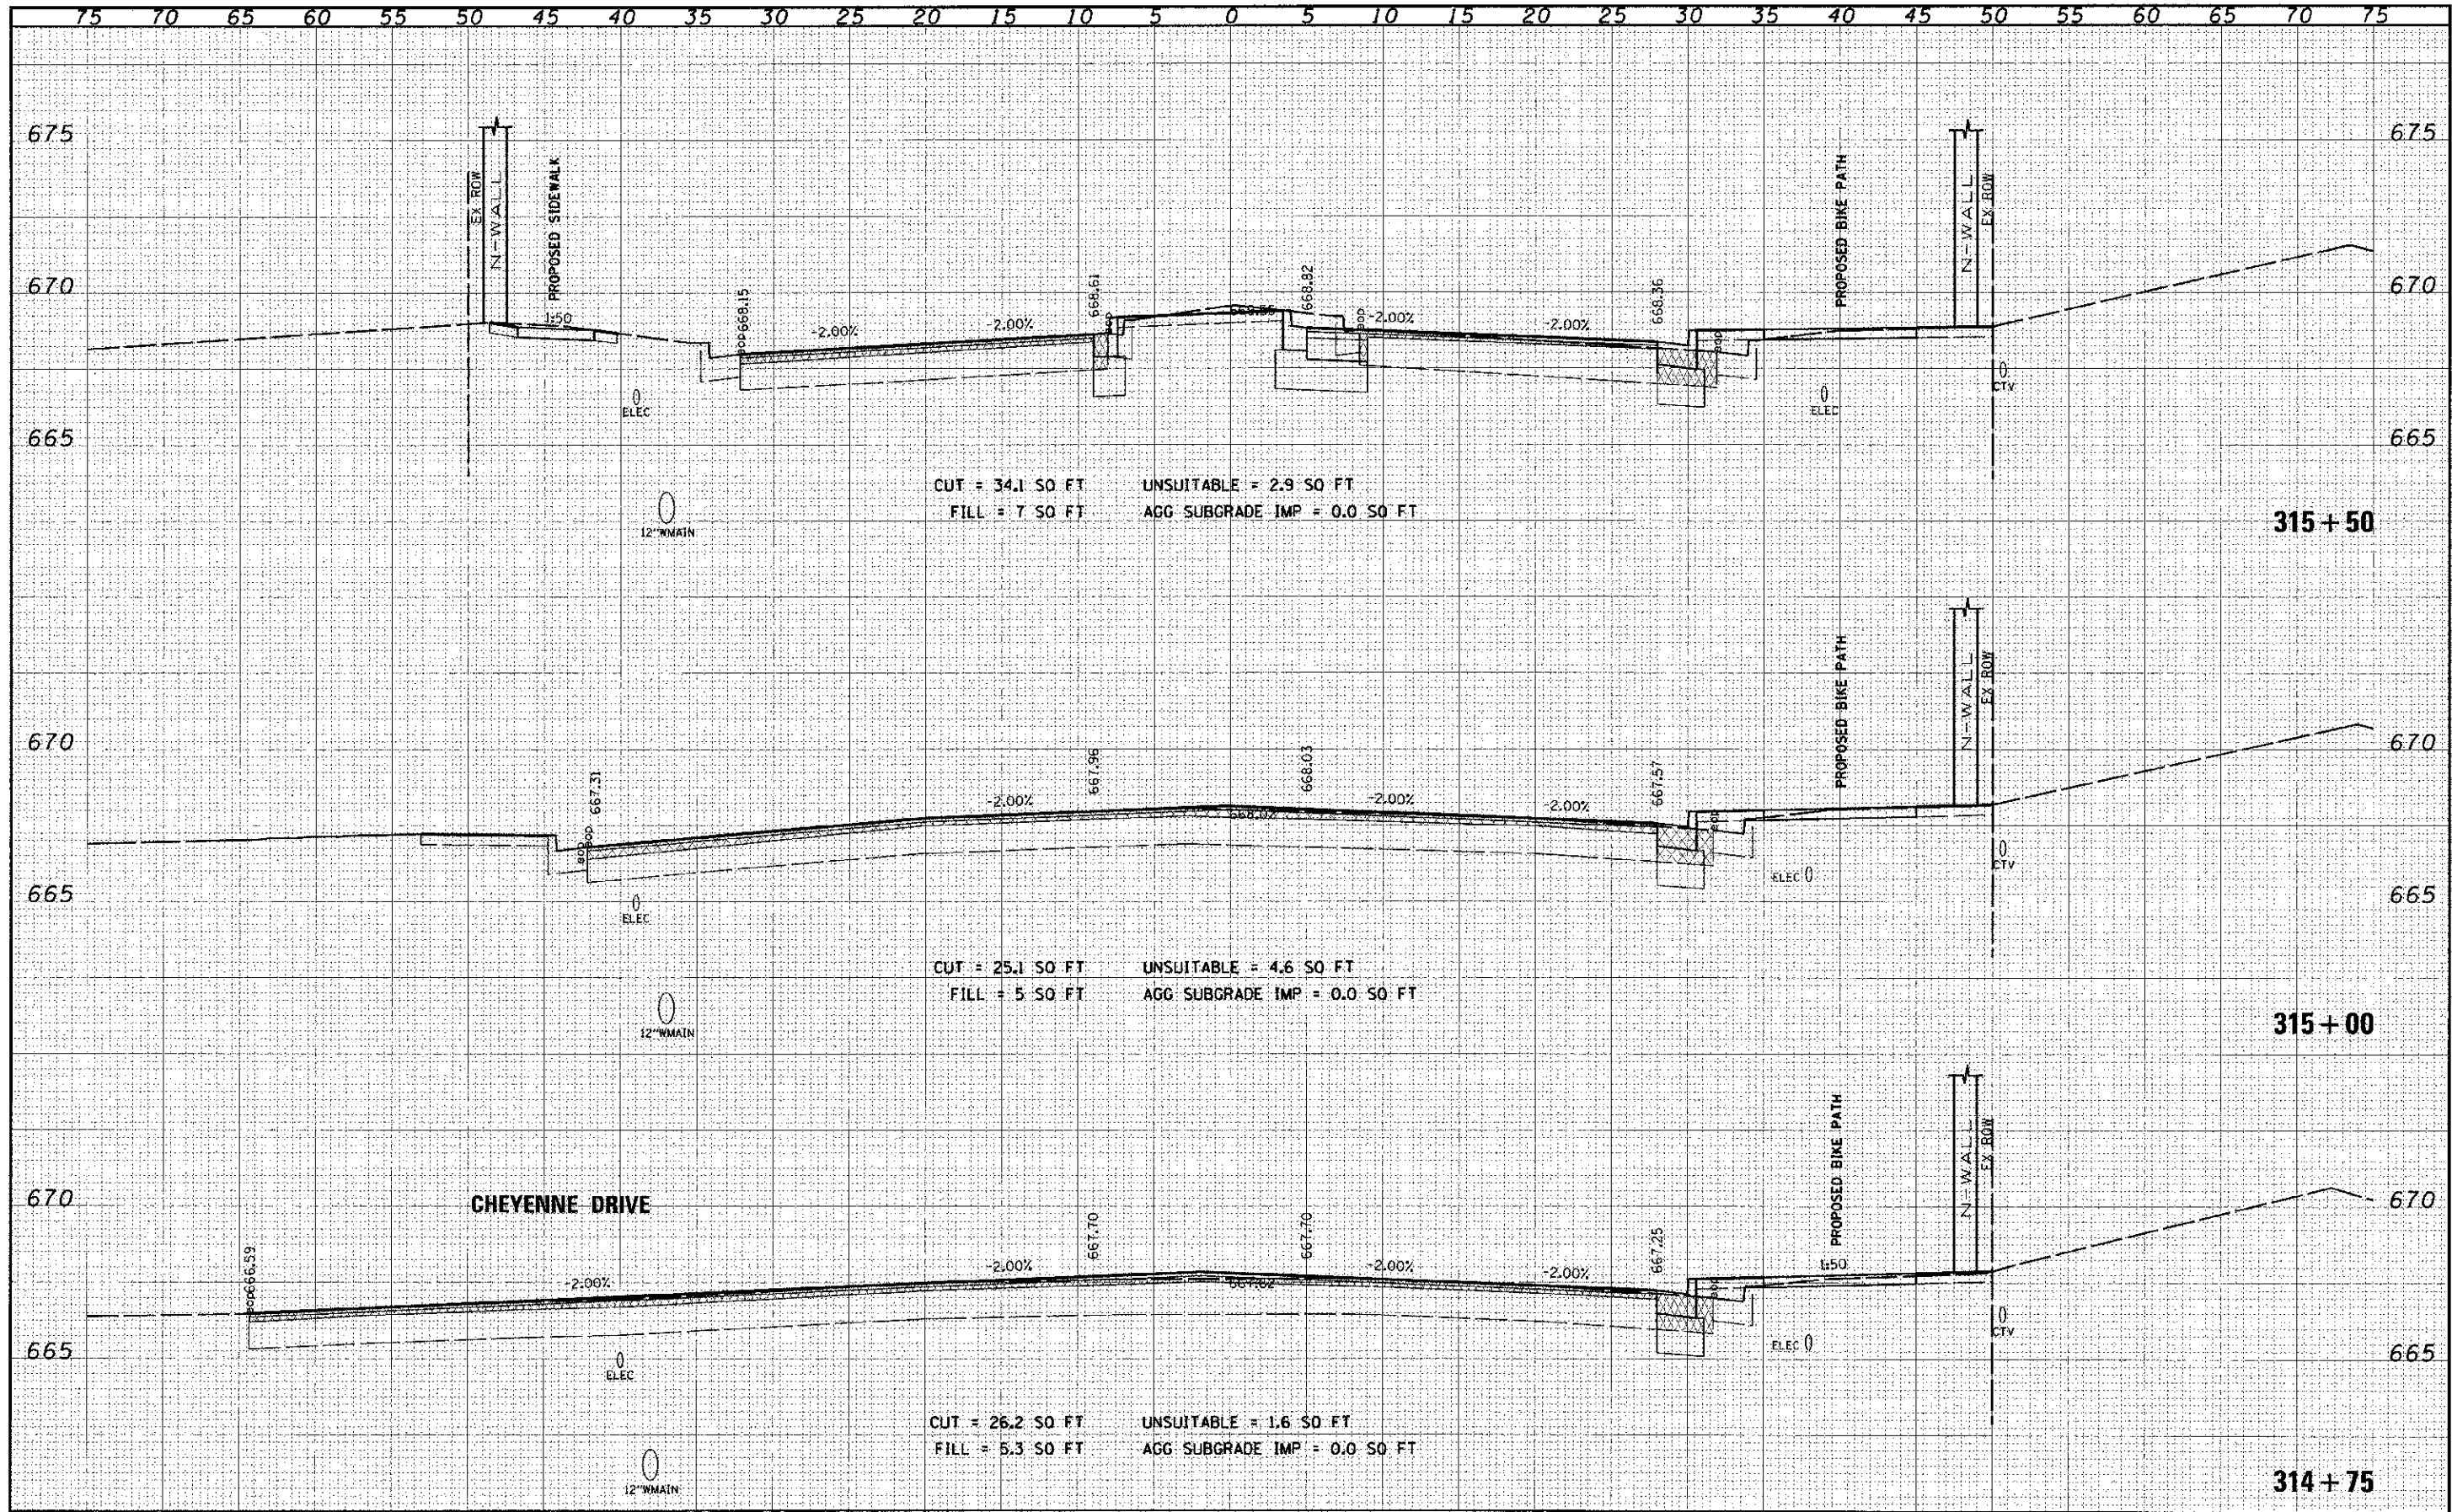 75 70 65 60 55 50 45 40 35 30 25 20 15 10 5 0 5 10 15 20 25 30 35 40 45 50 55 60 65 70 75
675
675
EX ROW
N-WALL
PROPOSED SIDEWALK
PROPOSED BIKE PATH
N-WALL
EX ROW
670
670
1:50
668.15
-2.00%
-2.00%
668.61
668.82
-2.00%
-2.00%
668.36
ELEC
ELEC
CTV
665
665
CUT = 34.1 SQ FT UNSUITABLE = 2.9 SQ FT
FILL = 7 SQ FT AGG SUBGRADE IMP = 0.0 SQ FT
12"WMAIN
315+50
PROPOSED BIKE PATH
N-WALL
EX ROW
670
670
667.31
-2.00%
667.96
668.03
668.02
-2.00%
-2.00%
667.57
ELEC
ELEC
CTV
665
665
CUT = 25.1 SQ FT UNSUITABLE = 4.6 SQ FT
FILL = 5 SQ FT AGG SUBGRADE IMP = 0.0 SQ FT
12"WMAIN
315+00
PROPOSED BIKE PATH
N-WALL
EX ROW
670
CHEYENNE DRIVE
670
666.59
-2.00%
-2.00%
667.70
667.70
667.62
-2.00%
-2.00%
667.25
1:50
ELEC
ELEC
CTV
665
665
CUT = 26.2 SQ FT UNSUITABLE = 1.6 SQ FT
FILL = 5.3 SQ FT AGG SUBGRADE IMP = 0.0 SQ FT
12"WMAIN
314+75